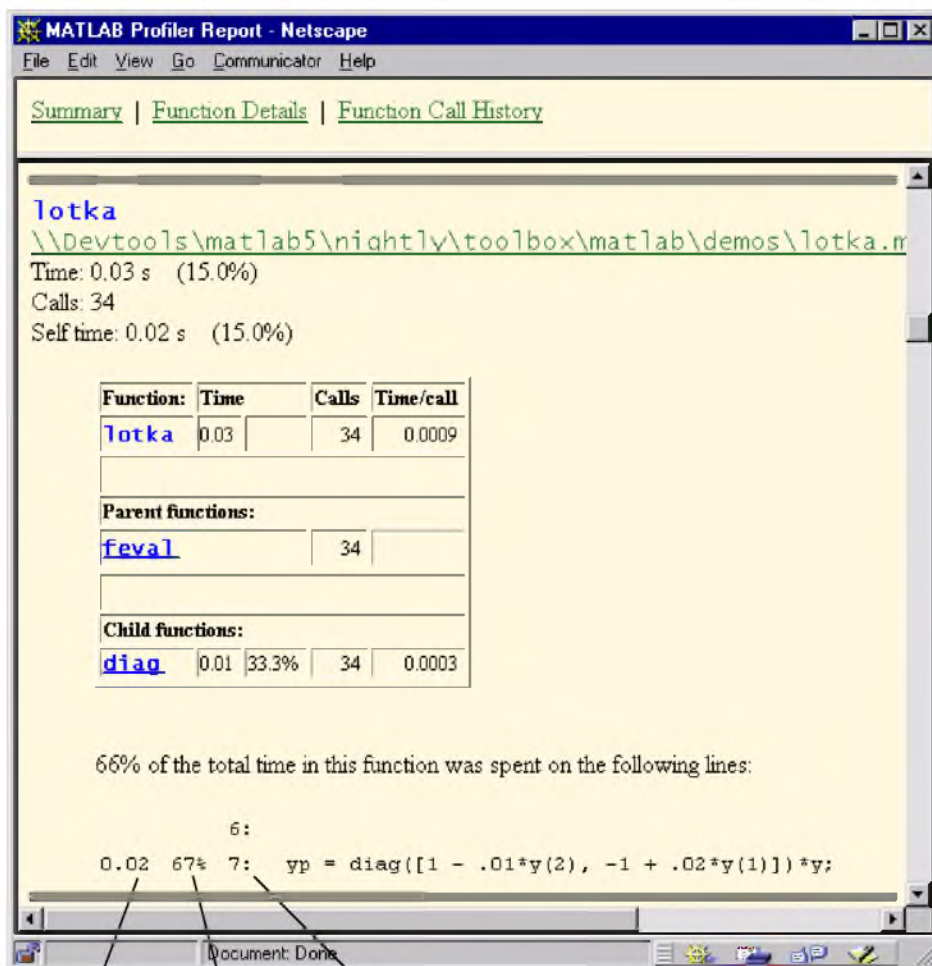 MATLAB Profiler Report - Netscape
File Edit View Go Communicator Help
Summary | Function Details | Function Call History
lotka
\\Devtools\matlab5\nightly\toolbox\matlab\demos\lotka.m
Time: 0.03 s (15.0%)
Calls: 34
Self time: 0.02 s (15.0%)
Function: Time Calls Time/call
lotka 0.03 34 0.0009
Parent functions:
feval 34
Child functions:
diag 0.01 33.3% 34 0.0003
66% of the total time in this function was spent on the following lines:
6:
0.02 67% 7: yp = diag([1 - .01*y(2), -1 + .02*y(1)])*y;
Document: Done